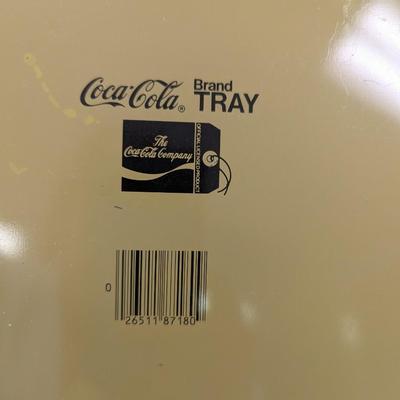 Coca-Cola® Brand
TRAY
The
Coca-Cola Company
OFFICIAL LICENSED PRODUCT
0
26511 87180